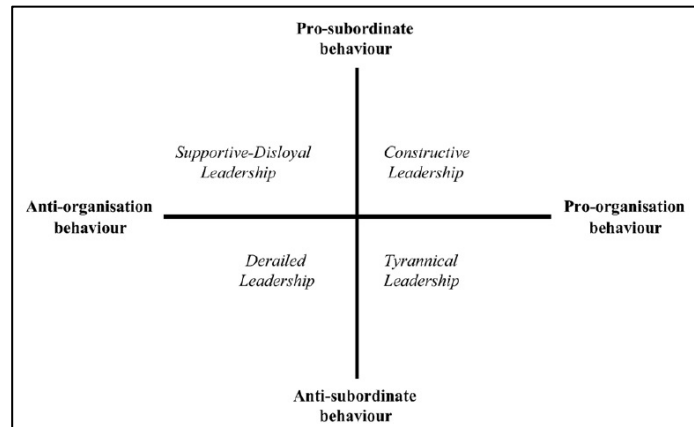 Pro-subordinate
behaviour
Supportive-Disloyal
Leadership
Constructive
Leadership
Anti-organisation
behaviour
Pro-organisation
behaviour
Derailed
Leadership
Tyrannical
Leadership
Anti-subordinate
behaviour